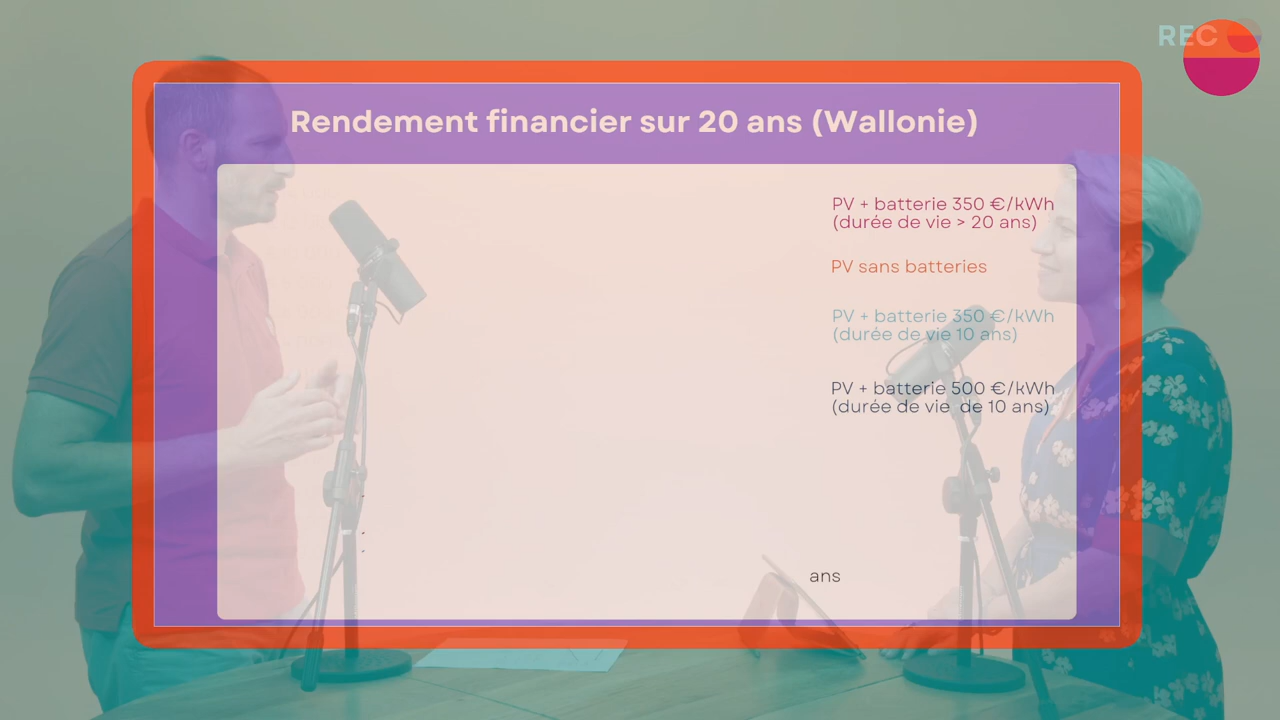 REC
Rendement financier sur 20 ans (Wallonie)
PV + batterie 350 €/kWh
(durée de vie > 20 ans)
PV sans batteries
PV + batterie 350 €/kWh
(durée de vie 10 ans)
PV + batterie 500 €/kWh
(durée de vie de 10 ans)
ans